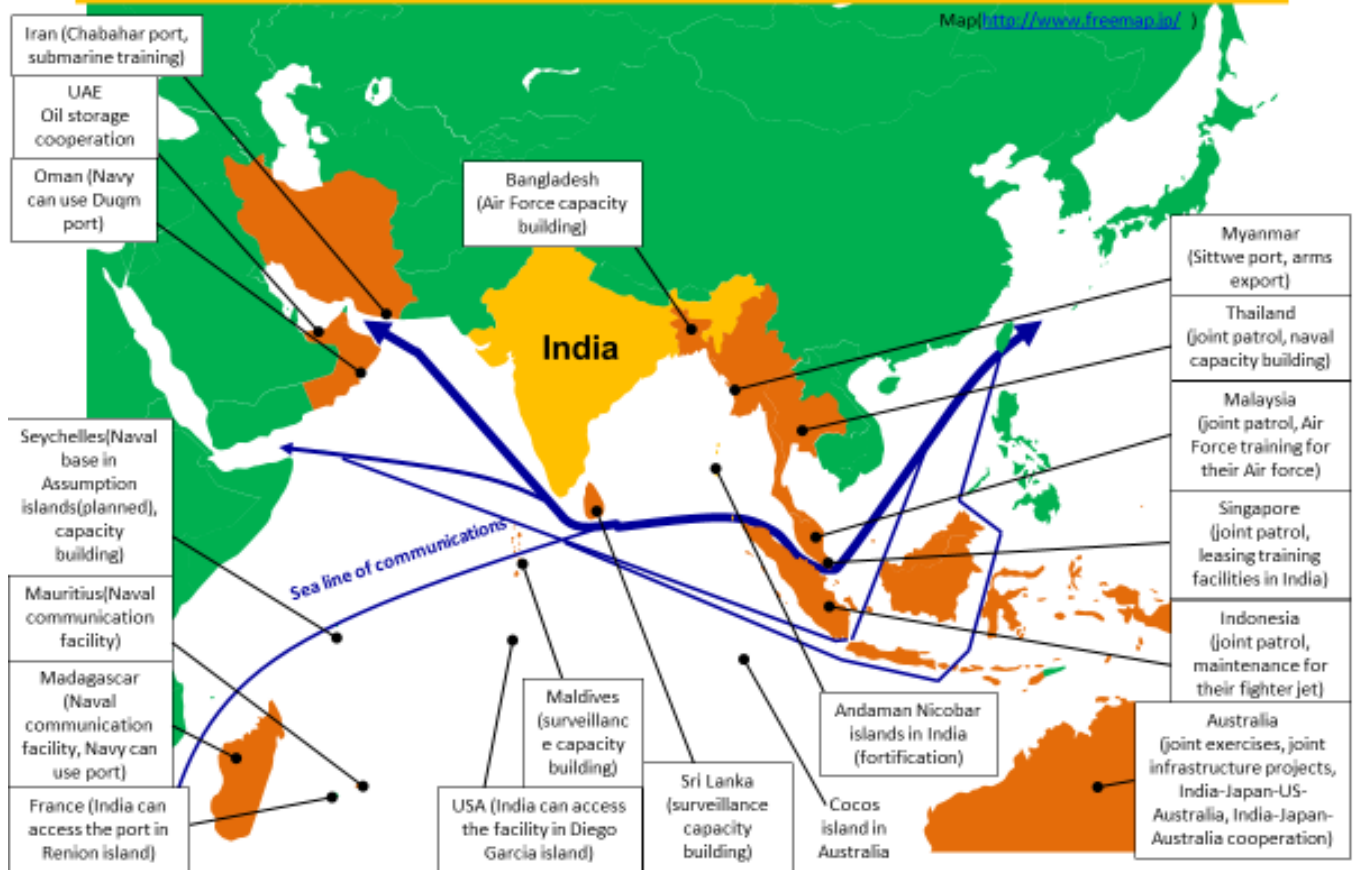 Map(http://www.freemap.jp/ )
Iran (Chabahar port,
submarine training)
UAE
Oil storage
cooperation
Oman (Navy
can use Duqm
port)
Bangladesh
(Air Force capacity
building)
India
Myanmar
(Sittwe port, arms
export)
Thailand
(joint patrol, naval
capacity building)
Malaysia
(joint patrol, Air
Force training for
their Air force)
Singapore
(joint patrol,
leasing training
facilities in India)
Indonesia
(joint patrol,
maintenance for
their fighter jet)
Australia
(joint exercises, joint
infrastructure projects,
India-Japan-US-
Australia, India-Japan-
Australia cooperation)
Seychelles(Naval
base in
Assumption
islands(planned),
capacity
building)
Mauritius(Naval
communication
facility)
Madagascar
(Naval
communication
facility, Navy can
use port)
France (India can
access the port in
Renion island)
Sea line of communications
Maldives
(surveillanc
e capacity
building)
USA (India can access
the facility in Diego
Garcia island)
Sri Lanka
(surveillance
capacity
building)
Andaman Nicobar
islands in India
(fortification)
Cocos
island in
Australia